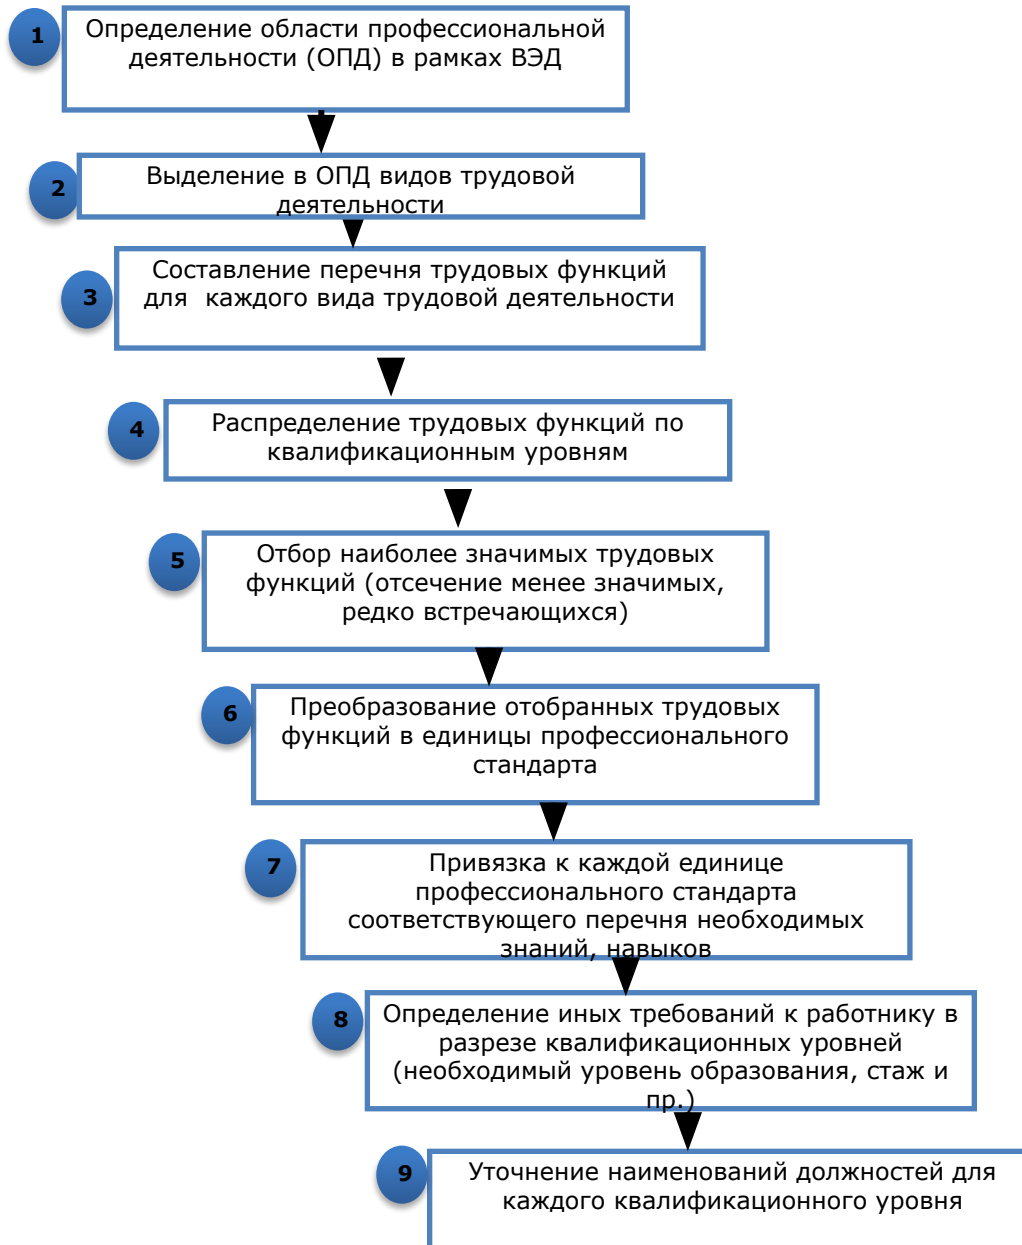 1
Определение области профессиональной
деятельности (ОПД) в рамках ВЭД
2
Выделение в ОПД видов трудовой
деятельности
3
Составление перечня трудовых функций
для  каждого вида трудовой деятельности
4
Распределение трудовых функций по
квалификационным уровням
5
Отбор наиболее значимых трудовых
функций (отсечение менее значимых,
редко встречающихся)
6
Преобразование отобранных трудовых
функций в единицы профессионального
стандарта
7
Привязка к каждой единице
профессионального стандарта
соответствующего перечня необходимых
знаний, навыков
8
Определение иных требований к работнику в
разрезе квалификационных уровней
(необходимый уровень образования, стаж и
пр.)
9
Уточнение наименований должностей для
каждого квалификационного уровня